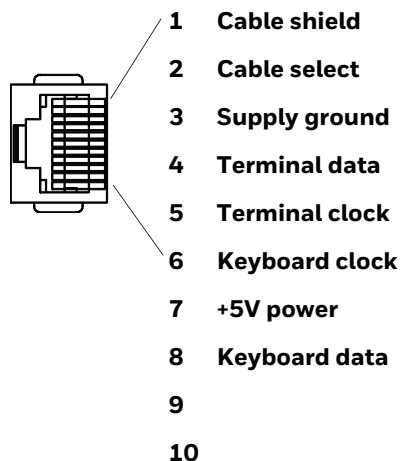 1 Cable shield
2 Cable select
3 Supply ground
4 Terminal data
5 Terminal clock
6 Keyboard clock
7 +5V power
8 Keyboard data
9
10